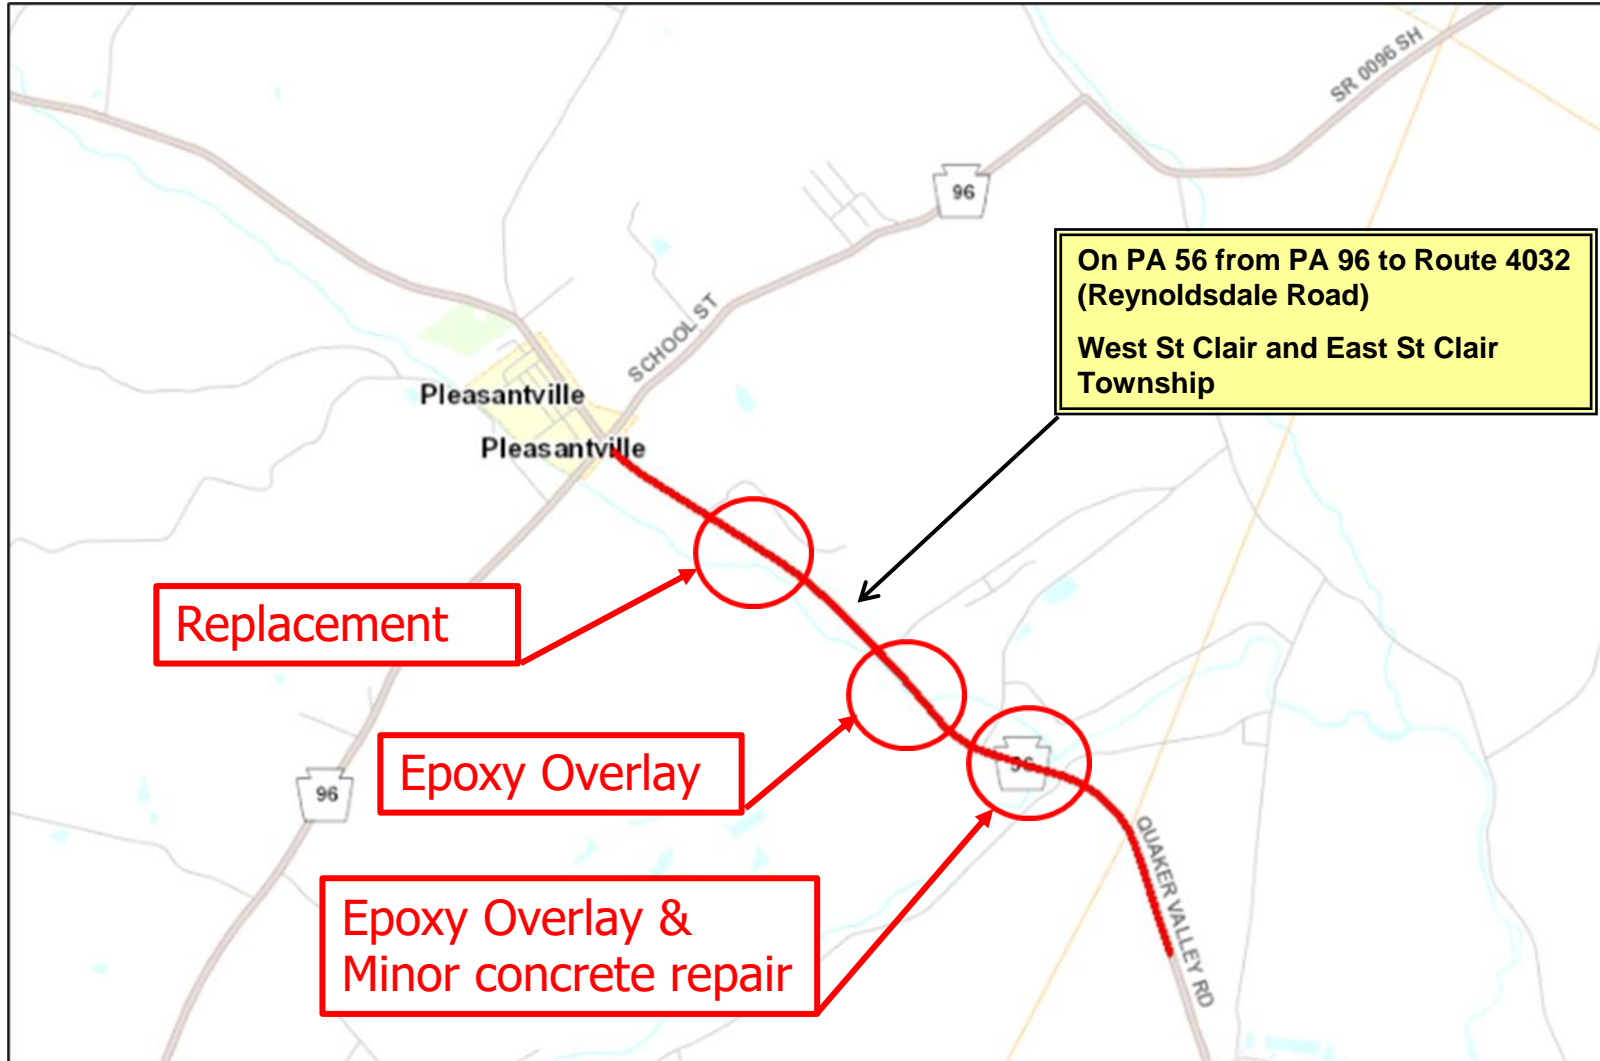 SR 0096 SH
96
On PA 56 from PA 96 to Route 4032
(Reynoldsdale Road)
West St Clair and East St Clair
Township
SCHOOL ST
Pleasantville
Pleasantville
Replacement
Epoxy Overlay
56
96
QUAKER VALLEY RD
Epoxy Overlay &
Minor concrete repair